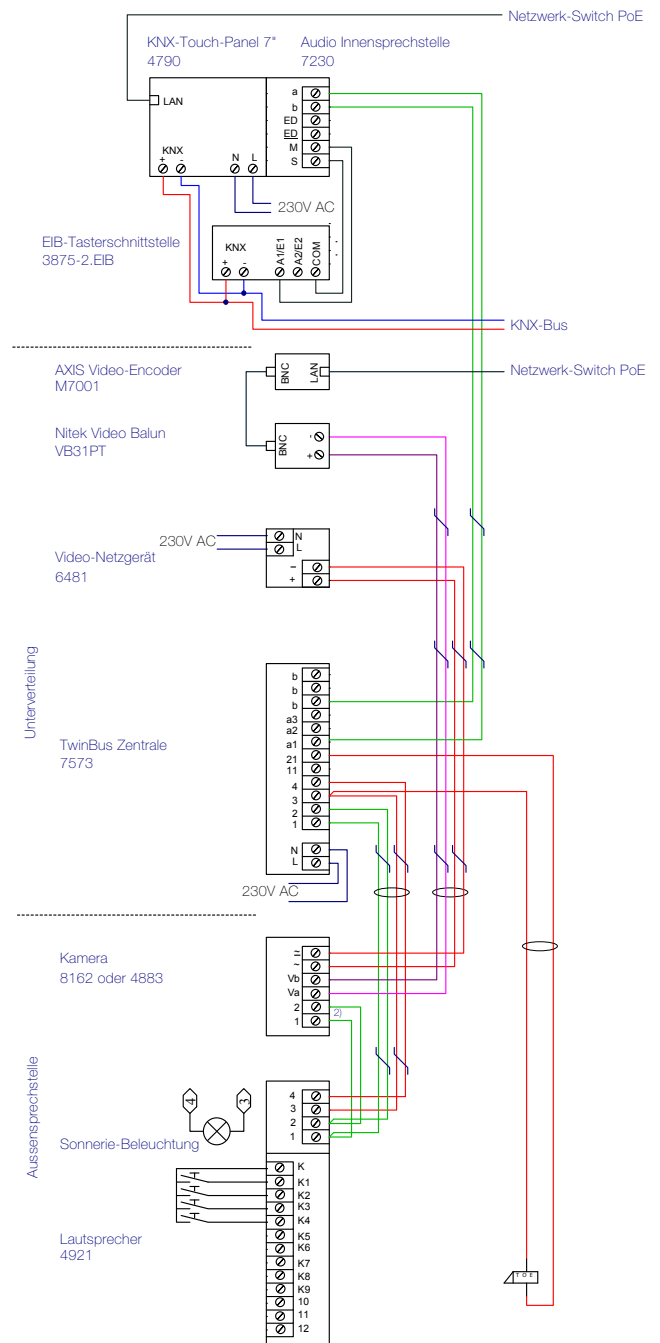 Netzwerk-Switch PoE
KNX-Touch-Panel 7"
4790
Audio Innensprechstelle
7230
LAN
KNX
+ -
N L
a
b
ED
ED
M
S
230V AC
EIB-Tasterschnittstelle
3875-2.EIB
KNX
+ -
A1/E1
A2/E2
COM
KNX-Bus
AXIS Video-Encoder
M7001
BNC
LAN
Netzwerk-Switch PoE
Nitek Video Balun
VB31PT
BNC
-
+
230V AC
N
L
Video-Netzgerät
6481
–
+
Unterverteilung
TwinBus Zentrale
7573
b
b
b
a3
a2
a1
21
11
4
3
2
1
N
L
230V AC
Kamera
8162 oder 4883
~
~
Vb
Va
2
1
2)
Aussensprechstelle
4
3
Sonnerie-Beleuchtung
4
3
2
1
Lautsprecher
4921
K
K1
K2
K3
K4
K5
K6
K7
K8
K9
10
11
12
TOE